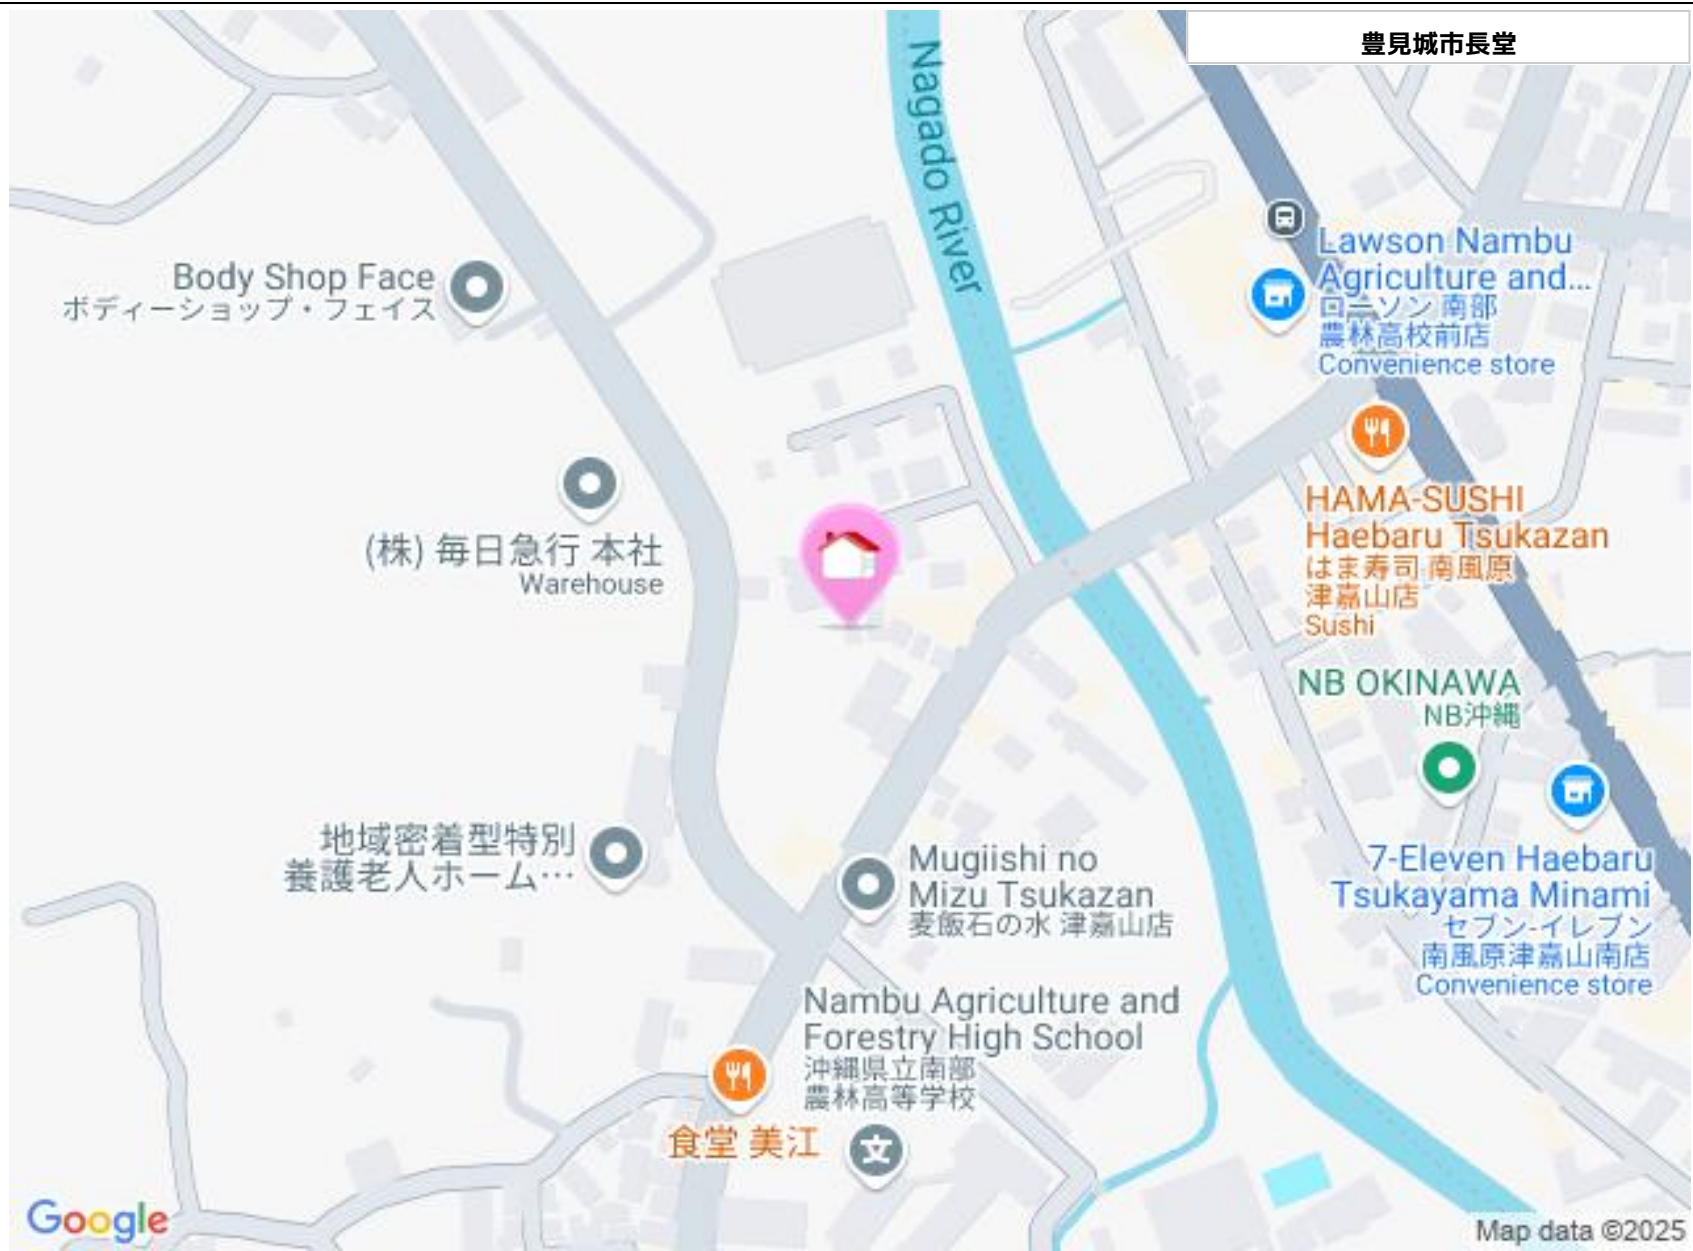 豊見城市長堂
Nagado River
Body Shop Face
ボディーショップ・フェイス
Lawson Nambu
Agriculture and...
ローソン 南部
農林高校前店
Convenience store
HAMA-SUSHI
Haebaru Tsukazan
はま寿司 南風原
津嘉山店
Sushi
(株) 毎日急行 本社
Warehouse
NB OKINAWA
NB沖縄
地域密着型特別
養護老人ホーム…
Mugiishi no
Mizu Tsukazan
麦飯石の水 津嘉山店
7-Eleven Haebaru
Tsukayama Minami
セブン-イレブン
南風原津嘉山南店
Convenience store
Nambu Agriculture and
Forestry High School
沖縄県立南部
農林高等学校
食堂 美江
文
Google
Map data ©2025